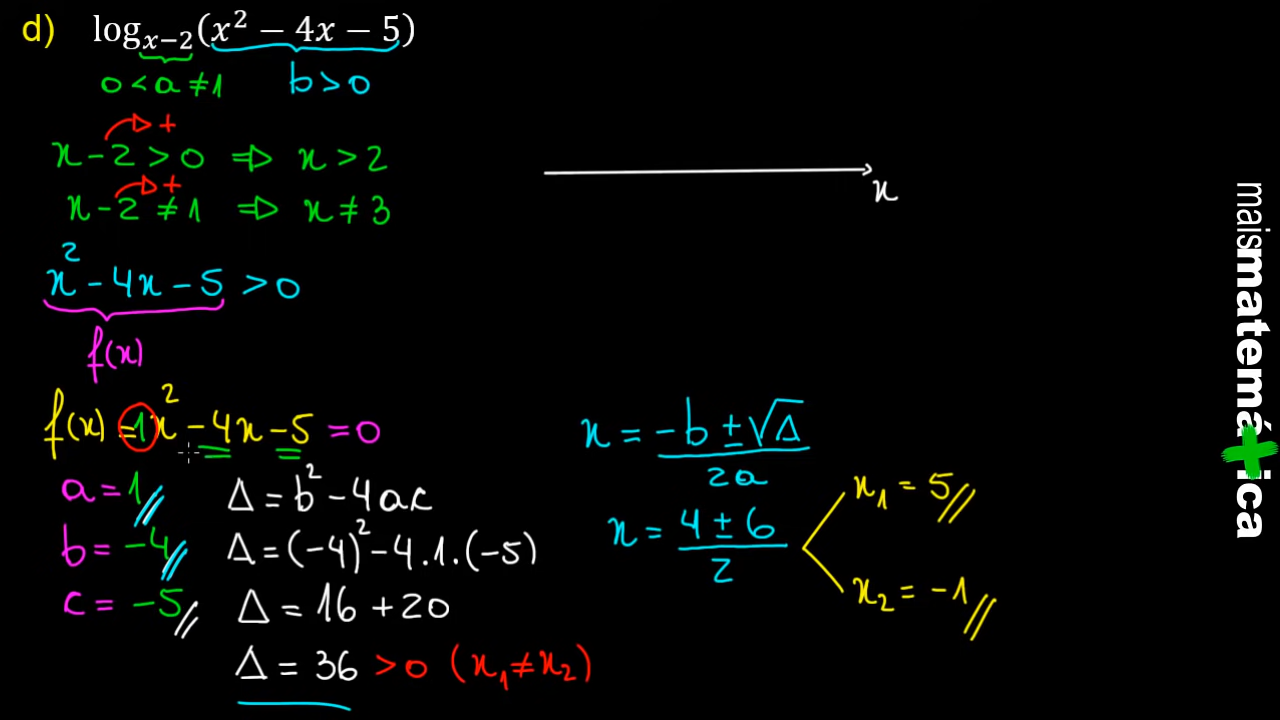 d) log_{x−2}(x² − 4x − 5)
0 < a ≠ 1 b > 0
+
x − 2 > 0 ⇒ x > 2
+
x − 2 ≠ 1 ⇒ x ≠ 3
x
x² − 4x − 5 > 0
f(x)
f(x) = 1x² − 4x − 5 = 0
a = 1
b = −4
c = −5
Δ = b² − 4ac
Δ = (−4)² − 4.1.(−5)
Δ = 16 + 20
Δ = 36 > 0 (x₁ ≠ x₂)
x = (−b ± √Δ)/2a
x = (4 ± 6)/2
x₁ = 5
x₂ = −1
maismatemática